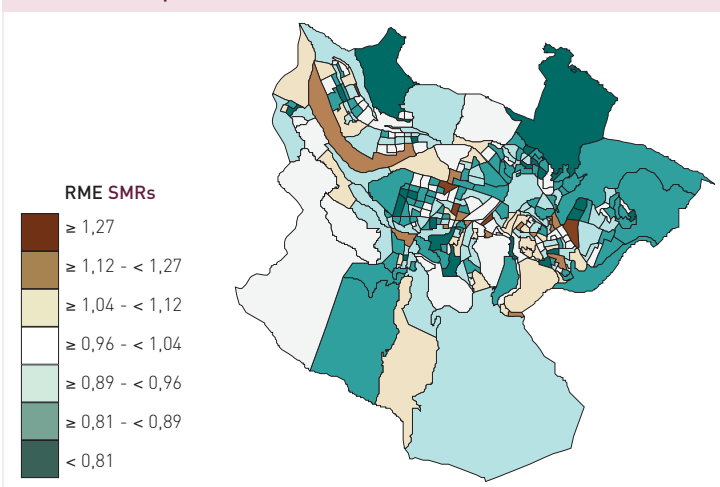 RME SMRs
≥ 1,27
≥ 1,12 - < 1,27
≥ 1,04 - < 1,12
≥ 0,96 - < 1,04
≥ 0,89 - < 0,96
≥ 0,81 - < 0,89
< 0,81